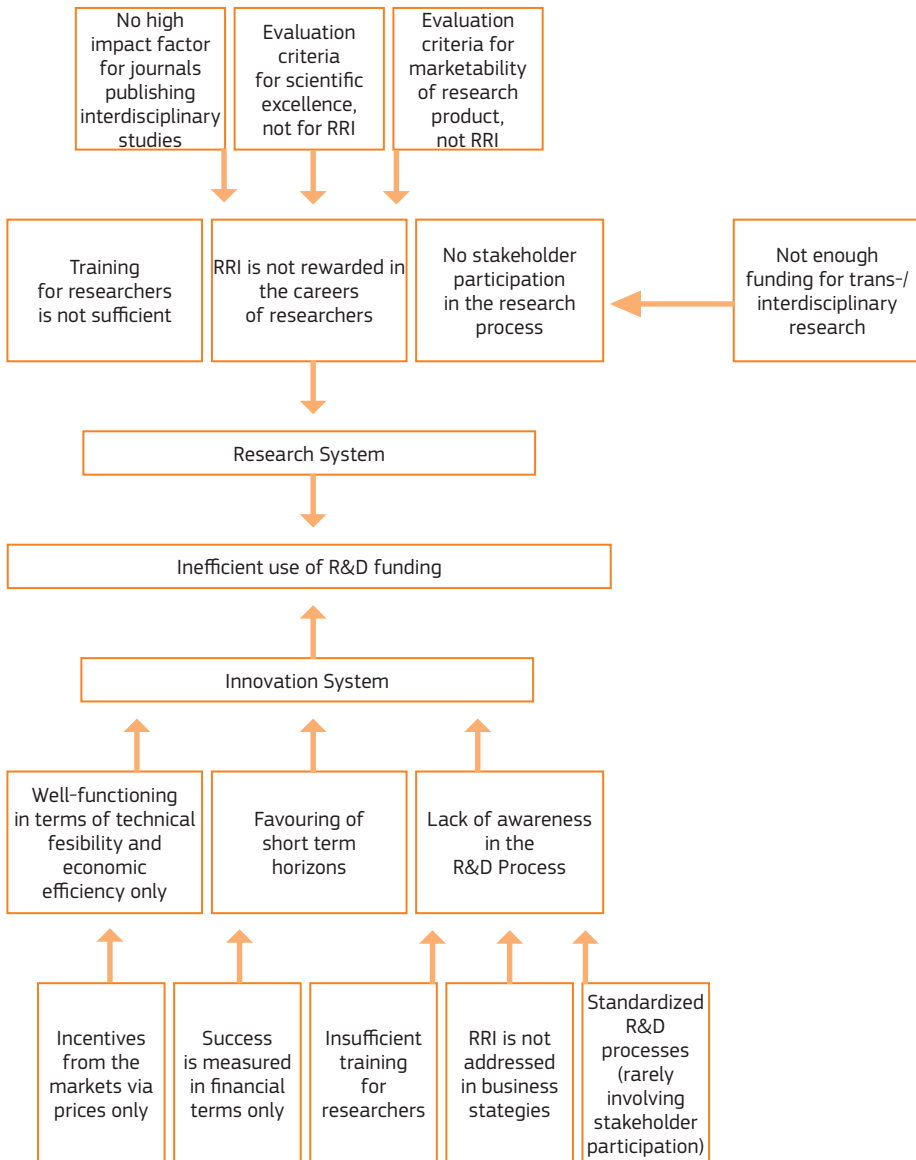 No high
impact factor
for journals
publishing
interdisciplinary
studies
Evaluation
criteria
for scientific
excellence,
not for RRI
Evaluation
criteria for
marketability
of research
product,
not RRI
Training
for researchers
is not sufficient
RRI is not rewarded in
the careers
of researchers
No stakeholder
participation
in the research
process
Not enough
funding for trans-/
interdisciplinary
research
Research System
Inefficient use of R&D funding
Innovation System
Well-functioning
in terms of technical
fesibility and
economic
efficiency only
Favouring of
short term
horizons
Lack of awareness
in the
R&D Process
Incentives
from the
markets via
prices only
Success
is measured
in financial
terms only
Insufficient
training
for
researchers
RRI is not
addressed
in business
stategies
Standardized
R&D
processes
(rarely
involving
stakeholder
participation)